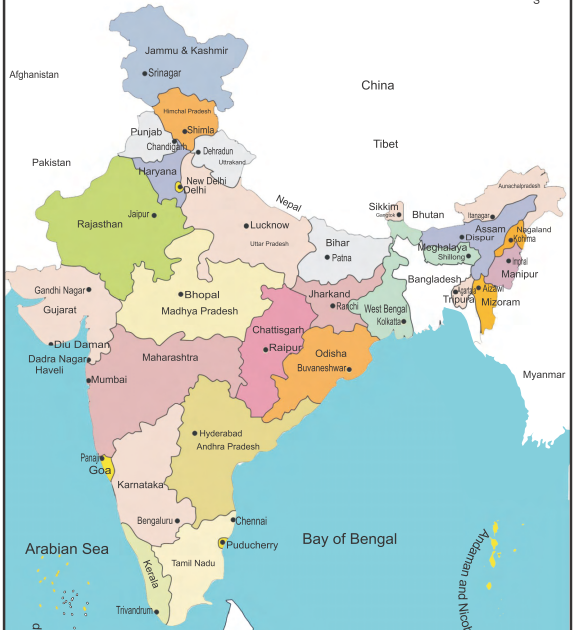 S
Jammu & Kashmir
Afghanistan
Srinagar
China
Himchal Pradesh
Punjab
Shimla
Chandigarh
Tibet
Dehradun
Pakistan
Uttrakand
Haryana
New Delhi
Delhi
Aunachalpradesh
Nepal
Sikkim
Gangtok
Bhutan
Itanagar
Jaipur
Rajasthan
Lucknow
Uttar Pradesh
Assam
Nagaland
Dispur
Kohima
Bihar
Patna
Meghalaya
Shillong
Imphal
Manipur
Bangladesh
Gandhi Nagar
Bhopal
Jharkand
Ranchi
Agartala
Aizawl
Tripura
Mizoram
Gujarat
Madhya Pradesh
West Bengal
Kolkatta
Chattisgarh
Diu Daman
Raipur
Odisha
Dadra Nagar
Haveli
Maharashtra
Buvaneshwar
Mumbai
Myanmar
Hyderabad
Andhra Pradesh
Panaji
Goa
Karnataka
Bengaluru
Chennai
Puducherry
Bay of Bengal
Arabian Sea
Tamil Nadu
Kerala
Trivandrum
Andaman and Nicob